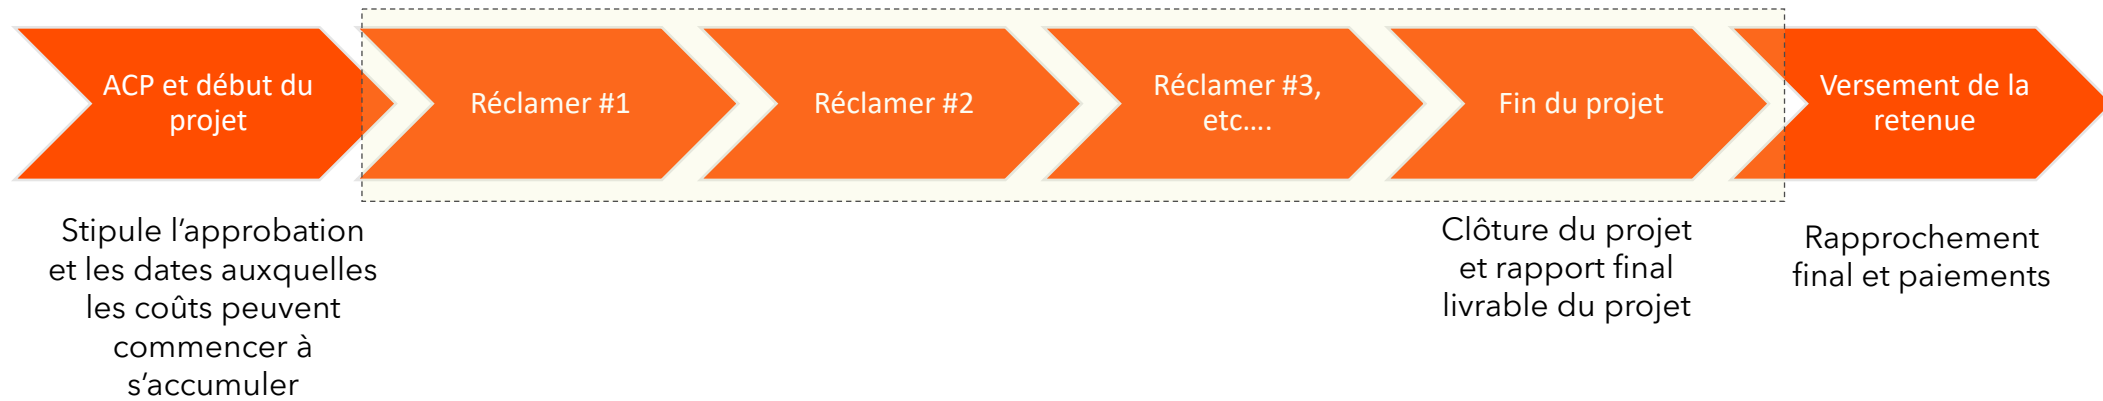 ACP et début du
projet
Réclamer #1
Réclamer #2
Réclamer #3,
etc....
Fin du projet
Versement de la
retenue
Stipule l’approbation
et les dates auxquelles
les coûts peuvent
commencer à
s’accumuler
Clôture du projet
et rapport final
livrable du projet
Rapprochement
final et paiements